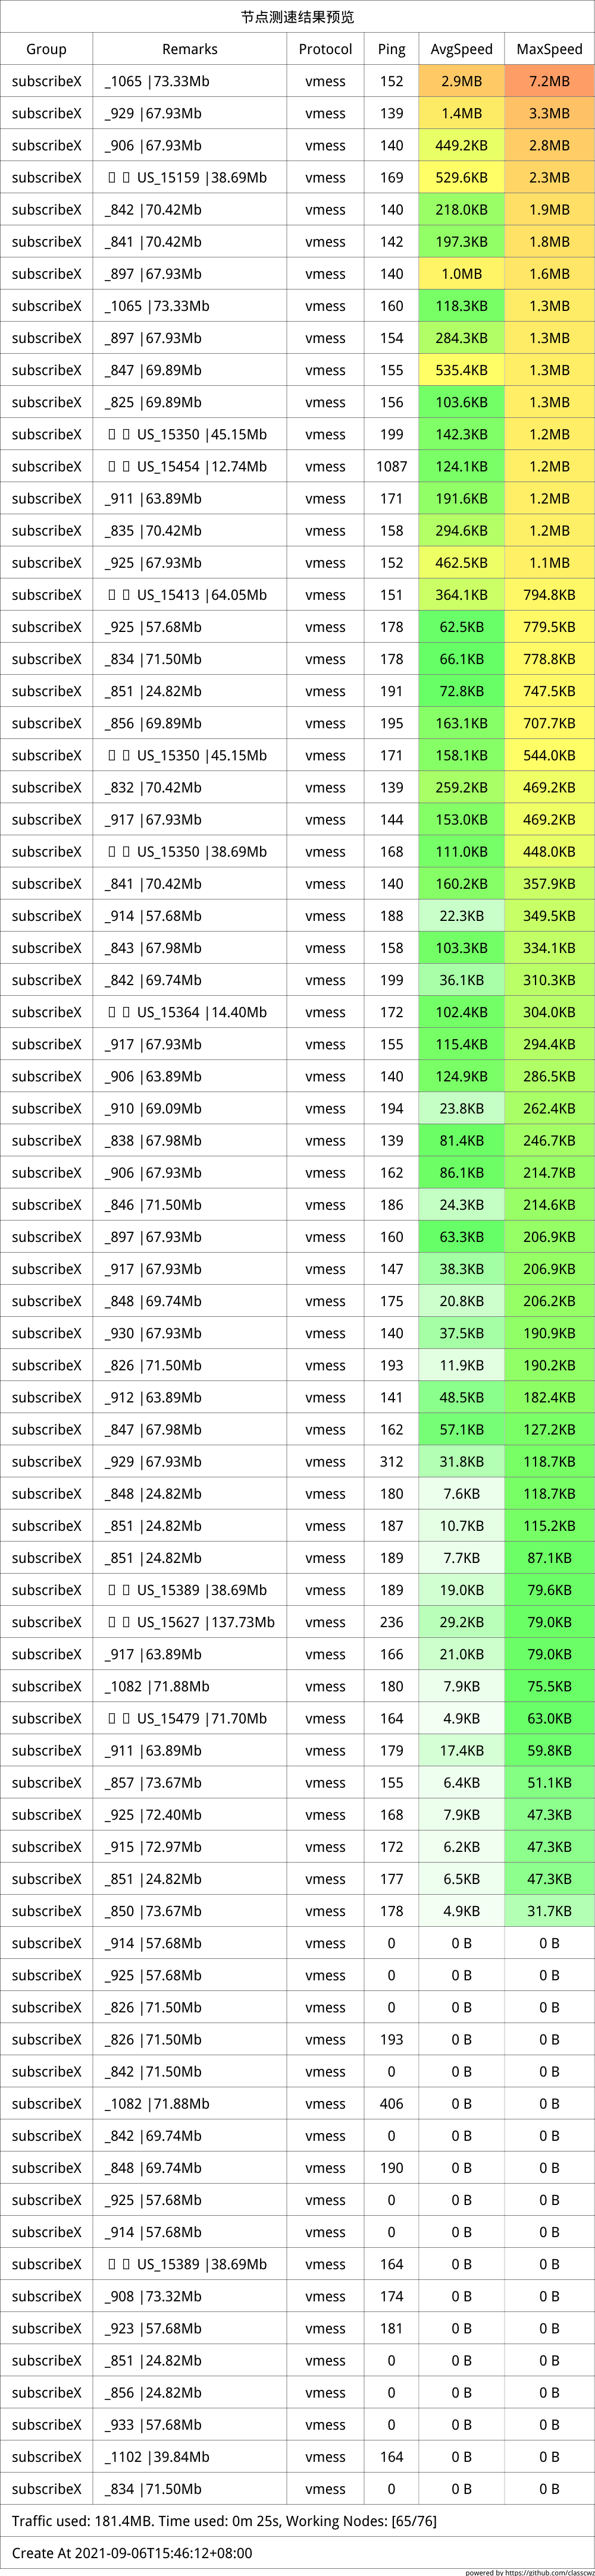 节点测速结果预览
Group Remarks Protocol Ping AvgSpeed MaxSpeed
subscribeX _1065 |73.33Mb vmess 152 2.9MB 7.2MB
subscribeX _929 |67.93Mb vmess 139 1.4MB 3.3MB
subscribeX _906 |67.93Mb vmess 140 449.2KB 2.8MB
subscribeX US_15159 |38.69Mb vmess 169 529.6KB 2.3MB
subscribeX _842 |70.42Mb vmess 140 218.0KB 1.9MB
subscribeX _841 |70.42Mb vmess 142 197.3KB 1.8MB
subscribeX _897 |67.93Mb vmess 140 1.0MB 1.6MB
subscribeX _1065 |73.33Mb vmess 160 118.3KB 1.3MB
subscribeX _897 |67.93Mb vmess 154 284.3KB 1.3MB
subscribeX _847 |69.89Mb vmess 155 535.4KB 1.3MB
subscribeX _825 |69.89Mb vmess 156 103.6KB 1.3MB
subscribeX US_15350 |45.15Mb vmess 199 142.3KB 1.2MB
subscribeX US_15454 |12.74Mb vmess 1087 124.1KB 1.2MB
subscribeX _911 |63.89Mb vmess 171 191.6KB 1.2MB
subscribeX _835 |70.42Mb vmess 158 294.6KB 1.2MB
subscribeX _925 |67.93Mb vmess 152 462.5KB 1.1MB
subscribeX US_15413 |64.05Mb vmess 151 364.1KB 794.8KB
subscribeX _925 |57.68Mb vmess 178 62.5KB 779.5KB
subscribeX _834 |71.50Mb vmess 178 66.1KB 778.8KB
subscribeX _851 |24.82Mb vmess 191 72.8KB 747.5KB
subscribeX _856 |69.89Mb vmess 195 163.1KB 707.7KB
subscribeX US_15350 |45.15Mb vmess 171 158.1KB 544.0KB
subscribeX _832 |70.42Mb vmess 139 259.2KB 469.2KB
subscribeX _917 |67.93Mb vmess 144 153.0KB 469.2KB
subscribeX US_15350 |38.69Mb vmess 168 111.0KB 448.0KB
subscribeX _841 |70.42Mb vmess 140 160.2KB 357.9KB
subscribeX _914 |57.68Mb vmess 188 22.3KB 349.5KB
subscribeX _843 |67.98Mb vmess 158 103.3KB 334.1KB
subscribeX _842 |69.74Mb vmess 199 36.1KB 310.3KB
subscribeX US_15364 |14.40Mb vmess 172 102.4KB 304.0KB
subscribeX _917 |67.93Mb vmess 155 115.4KB 294.4KB
subscribeX _906 |63.89Mb vmess 140 124.9KB 286.5KB
subscribeX _910 |69.09Mb vmess 194 23.8KB 262.4KB
subscribeX _838 |67.98Mb vmess 139 81.4KB 246.7KB
subscribeX _906 |67.93Mb vmess 162 86.1KB 214.7KB
subscribeX _846 |71.50Mb vmess 186 24.3KB 214.6KB
subscribeX _897 |67.93Mb vmess 160 63.3KB 206.9KB
subscribeX _917 |67.93Mb vmess 147 38.3KB 206.9KB
subscribeX _848 |69.74Mb vmess 175 20.8KB 206.2KB
subscribeX _930 |67.93Mb vmess 140 37.5KB 190.9KB
subscribeX _826 |71.50Mb vmess 193 11.9KB 190.2KB
subscribeX _912 |63.89Mb vmess 141 48.5KB 182.4KB
subscribeX _847 |67.98Mb vmess 162 57.1KB 127.2KB
subscribeX _929 |67.93Mb vmess 312 31.8KB 118.7KB
subscribeX _848 |24.82Mb vmess 180 7.6KB 118.7KB
subscribeX _851 |24.82Mb vmess 187 10.7KB 115.2KB
subscribeX _851 |24.82Mb vmess 189 7.7KB 87.1KB
subscribeX US_15389 |38.69Mb vmess 189 19.0KB 79.6KB
subscribeX US_15627 |137.73Mb vmess 236 29.2KB 79.0KB
subscribeX _917 |63.89Mb vmess 166 21.0KB 79.0KB
subscribeX _1082 |71.88Mb vmess 180 7.9KB 75.5KB
subscribeX US_15479 |71.70Mb vmess 164 4.9KB 63.0KB
subscribeX _911 |63.89Mb vmess 179 17.4KB 59.8KB
subscribeX _857 |73.67Mb vmess 155 6.4KB 51.1KB
subscribeX _925 |72.40Mb vmess 168 7.9KB 47.3KB
subscribeX _915 |72.97Mb vmess 172 6.2KB 47.3KB
subscribeX _851 |24.82Mb vmess 177 6.5KB 47.3KB
subscribeX _850 |73.67Mb vmess 178 4.9KB 31.7KB
subscribeX _914 |57.68Mb vmess 0 0 B 0 B
subscribeX _925 |57.68Mb vmess 0 0 B 0 B
subscribeX _826 |71.50Mb vmess 0 0 B 0 B
subscribeX _826 |71.50Mb vmess 193 0 B 0 B
subscribeX _842 |71.50Mb vmess 0 0 B 0 B
subscribeX _1082 |71.88Mb vmess 406 0 B 0 B
subscribeX _842 |69.74Mb vmess 0 0 B 0 B
subscribeX _848 |69.74Mb vmess 190 0 B 0 B
subscribeX _925 |57.68Mb vmess 0 0 B 0 B
subscribeX _914 |57.68Mb vmess 0 0 B 0 B
subscribeX US_15389 |38.69Mb vmess 164 0 B 0 B
subscribeX _908 |73.32Mb vmess 174 0 B 0 B
subscribeX _923 |57.68Mb vmess 181 0 B 0 B
subscribeX _851 |24.82Mb vmess 0 0 B 0 B
subscribeX _856 |24.82Mb vmess 0 0 B 0 B
subscribeX _933 |57.68Mb vmess 0 0 B 0 B
subscribeX _1102 |39.84Mb vmess 164 0 B 0 B
subscribeX _834 |71.50Mb vmess 0 0 B 0 B
Traffic used: 181.4MB. Time used: 0m 25s, Working Nodes: [65/76]
Create At 2021-09-06T15:46:12+08:00
powered by https://github.com/classcwz